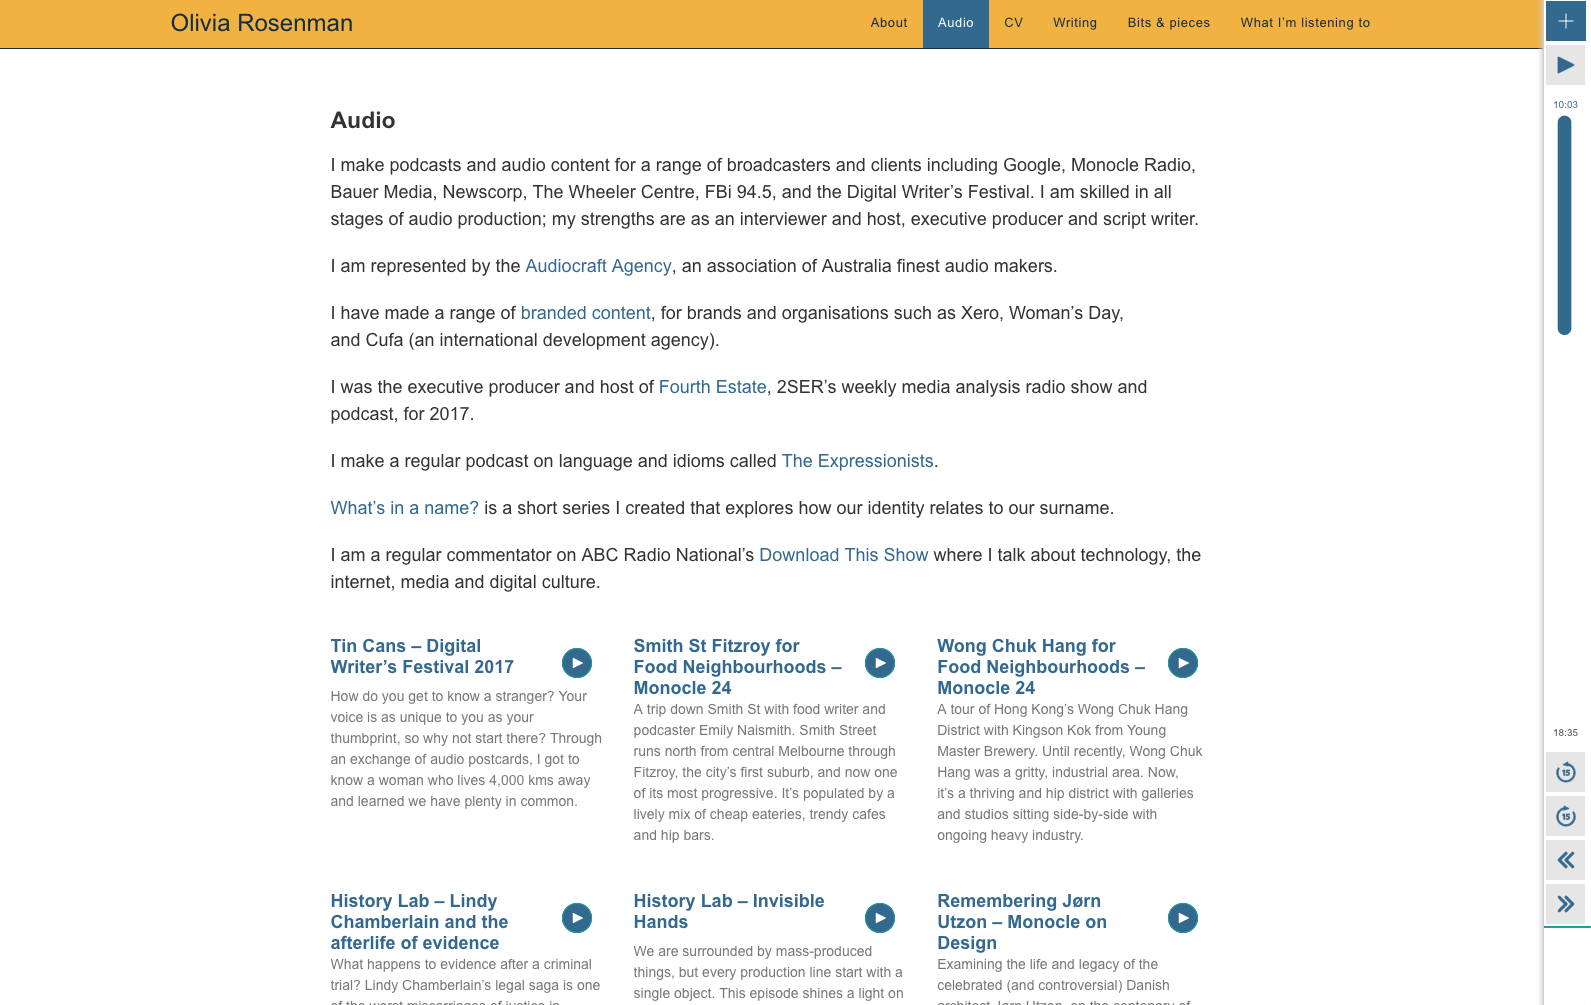 Olivia Rosenman
About Audio CV Writing Bits & pieces What I’m listening to
10:03
Audio
I make podcasts and audio content for a range of broadcasters and clients including Google, Monocle Radio,
Bauer Media, Newscorp, The Wheeler Centre, FBi 94.5, and the Digital Writer’s Festival. I am skilled in all
stages of audio production; my strengths are as an interviewer and host, executive producer and script writer.
I am represented by the Audiocraft Agency, an association of Australia finest audio makers.
I have made a range of branded content, for brands and organisations such as Xero, Woman’s Day,
and Cufa (an international development agency).
I was the executive producer and host of Fourth Estate, 2SER’s weekly media analysis radio show and
podcast, for 2017.
I make a regular podcast on language and idioms called The Expressionists.
What’s in a name? is a short series I created that explores how our identity relates to our surname.
I am a regular commentator on ABC Radio National’s Download This Show where I talk about technology, the
internet, media and digital culture.
Tin Cans – Digital
Writer’s Festival 2017
How do you get to know a stranger? Your
voice is as unique to you as your
thumbprint, so why not start there? Through
an exchange of audio postcards, I got to
know a woman who lives 4,000 kms away
and learned we have plenty in common.
Smith St Fitzroy for
Food Neighbourhoods –
Monocle 24
A trip down Smith St with food writer and
podcaster Emily Naismith. Smith Street
runs north from central Melbourne through
Fitzroy, the city’s first suburb, and now one
of its most progressive. It’s populated by a
lively mix of cheap eateries, trendy cafes
and hip bars.
Wong Chuk Hang for
Food Neighbourhoods –
Monocle 24
A tour of Hong Kong’s Wong Chuk Hang
District with Kingson Kok from Young
Master Brewery. Until recently, Wong Chuk
Hang was a gritty, industrial area. Now,
it’s a thriving and hip district with galleries
and studios sitting side-by-side with
ongoing heavy industry.
18:35
15
15
History Lab – Lindy
Chamberlain and the
afterlife of evidence
What happens to evidence after a criminal
trial? Lindy Chamberlain’s legal saga is one
of the worst miscarriages of justice in
History Lab – Invisible
Hands
We are surrounded by mass-produced
things, but every production line start with a
single object. This episode shines a light on
Remembering Jørn
Utzon – Monocle on
Design
Examining the life and legacy of the
celebrated (and controversial) Danish
architect Jørn Utzon, on the centenary of